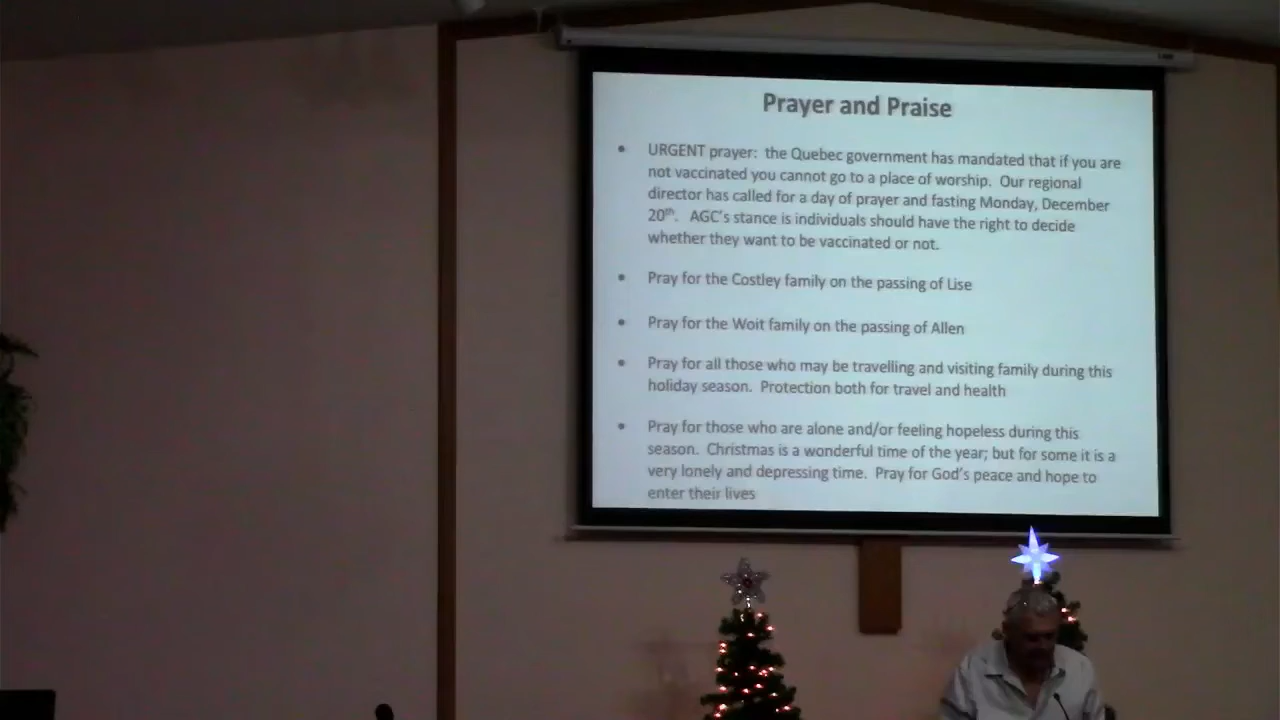 Prayer and Praise
• URGENT prayer: the Quebec government has mandated that if you are
not vaccinated you cannot go to a place of worship. Our regional
director has called for a day of prayer and fasting Monday, December
20th. AGC's stance is individuals should have the right to decide
whether they want to be vaccinated or not.
• Pray for the Costley family on the passing of Lise
• Pray for the Woit family on the passing of Allen
• Pray for all those who may be travelling and visiting family during this
holiday season. Protection both for travel and health
• Pray for those who are alone and/or feeling hopeless during this
season. Christmas is a wonderful time of the year; but for some it is a
very lonely and depressing time. Pray for God's peace and hope to
enter their lives